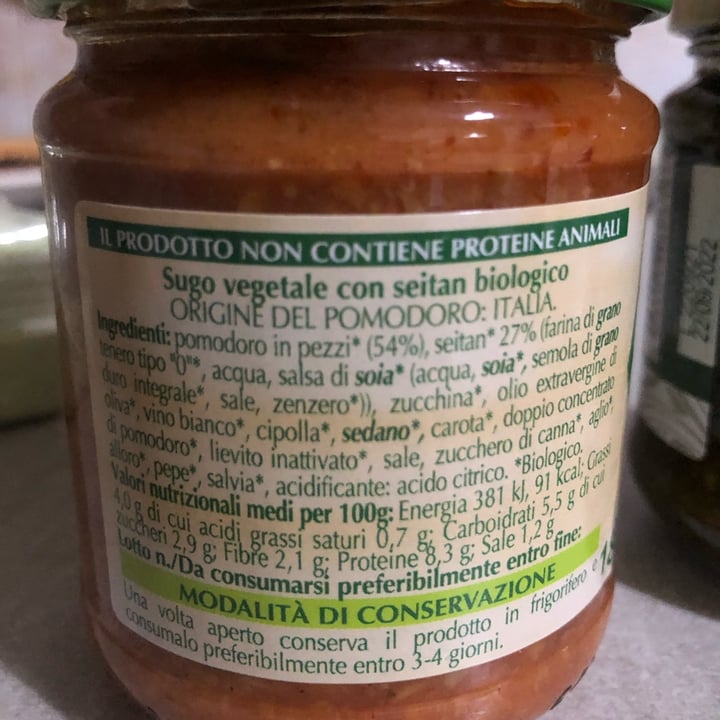 IL PRODOTTO NON CONTIENE PROTEINE ANIMALI
Sugo vegetale con seitan biologico
ORIGINE DEL POMODORO: ITALIA.
Ingredienti: pomodoro in pezzi* (54%), seitan* 27% (farina di grano
tenero tipo "0"*, acqua, salsa di soia* (acqua, soia*, semola di grano
duro integrale*, sale, zenzero*)), zucchina*, olio extravergine di
oliva*, vino bianco*, cipolla*, sedano*, carota*, doppio concentrato
di pomodoro*, lievito inattivato*, sale, zucchero di canna*, aglio*,
alloro*, pepe*, salvia*, acidificante: acido citrico. *Biologico.
Valori nutrizionali medi per 100g: Energia 381 kJ, 91 kcal; Grassi
4,0 g di cui acidi grassi saturi 0,7 g; Carboidrati 5,5 g di cui
zuccheri 2,9 g; Fibre 2,1 g; Proteine 8,3 g; Sale 1,2 g
Lotto n./Da consumarsi preferibilmente entro fine:
MODALITÀ DI CONSERVAZIONE
Una volta aperto conserva il prodotto in frigorifero e
consumalo preferibilmente entro 3-4 giorni.